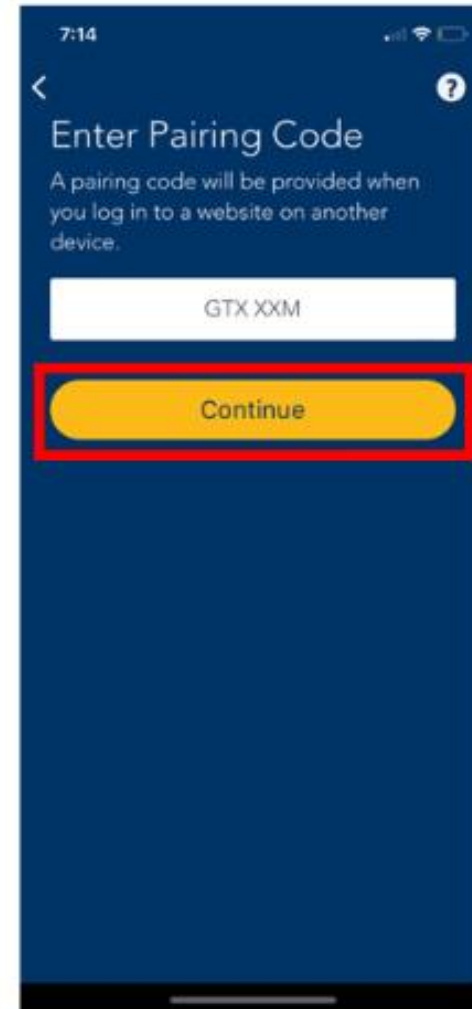 7:14
?
Enter Pairing Code
A pairing code will be provided when
you log in to a website on another
device.
GTX XXM
Continue